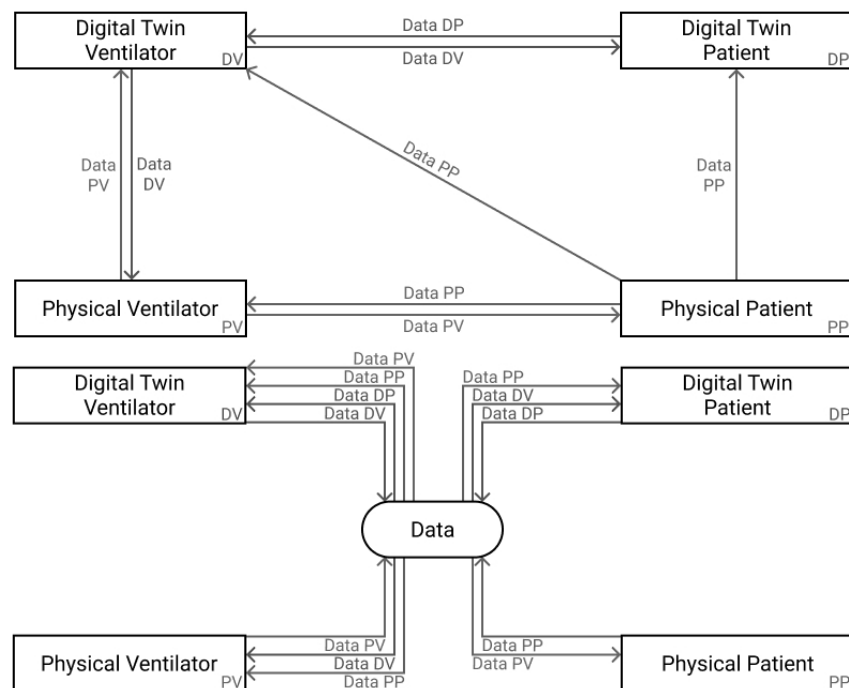 Digital Twin
Ventilator
DV
Data DP
Data DV
Digital Twin
Patient
DP
Data
PV
Data
DV
Data PP
Data
PP
Physical Ventilator
PV
Data PP
Data PV
Physical Patient
PP
Digital Twin
Ventilator
DV
Data PV
Data PP
Data DP
Data DV
Data PP
Data DV
Data DP
Digital Twin
Patient
DP
Data
Physical Ventilator
PV
Data PV
Data DV
Data PP
Data PP
Data PV
Physical Patient
PP